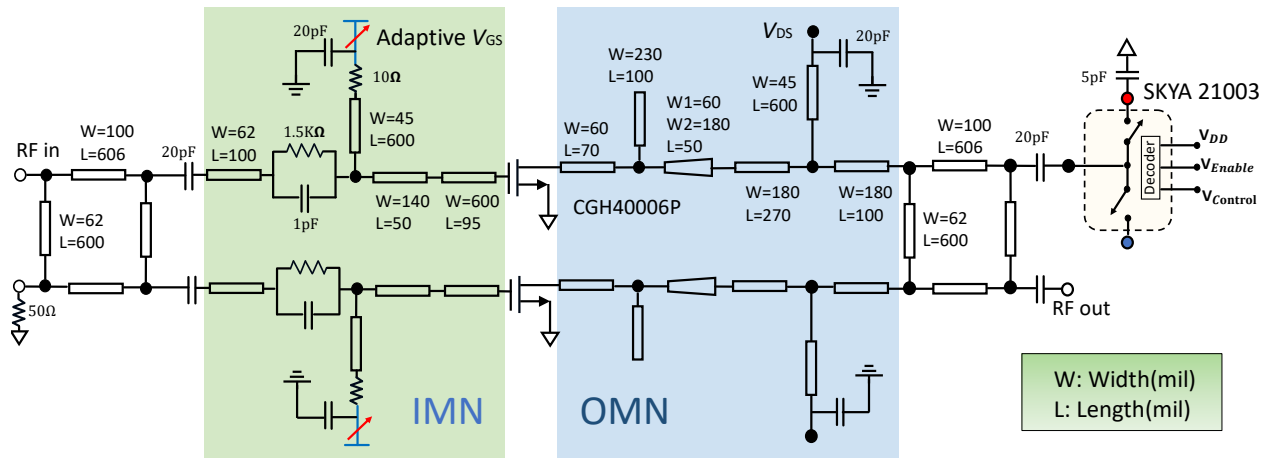 20pF
Adaptive VGS
10Ω
W=45
L=600
W=62
L=100
1.5KΩ
1pF
W=140
L=50
W=600
L=95
RF in
W=100
L=606
20pF
W=62
L=600
50Ω
CGH40006P
W=60
L=70
W=230
L=100
W1=60
W2=180
L=50
VDS
20pF
W=45
L=600
W=180
L=270
W=180
L=100
W=100
L=606
20pF
W=62
L=600
5pF
SKYA 21003
Decoder
VDD
VEnable
VControl
RF out
IMN
OMN
W: Width(mil)
L: Length(mil)